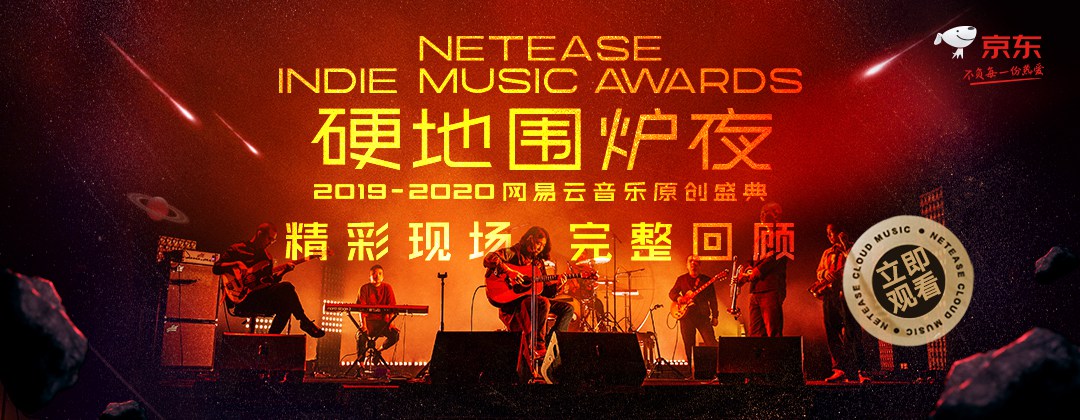 NETEASE
INDIE MUSIC AWARDS
硬地围炉夜
2019-2020网易云音乐原创盛典
精彩现场 完整回顾
京东
不负每一份热爱
NETEASE CLOUD MUSIC • NETEASE CLOUD MUSIC •
立即
观看